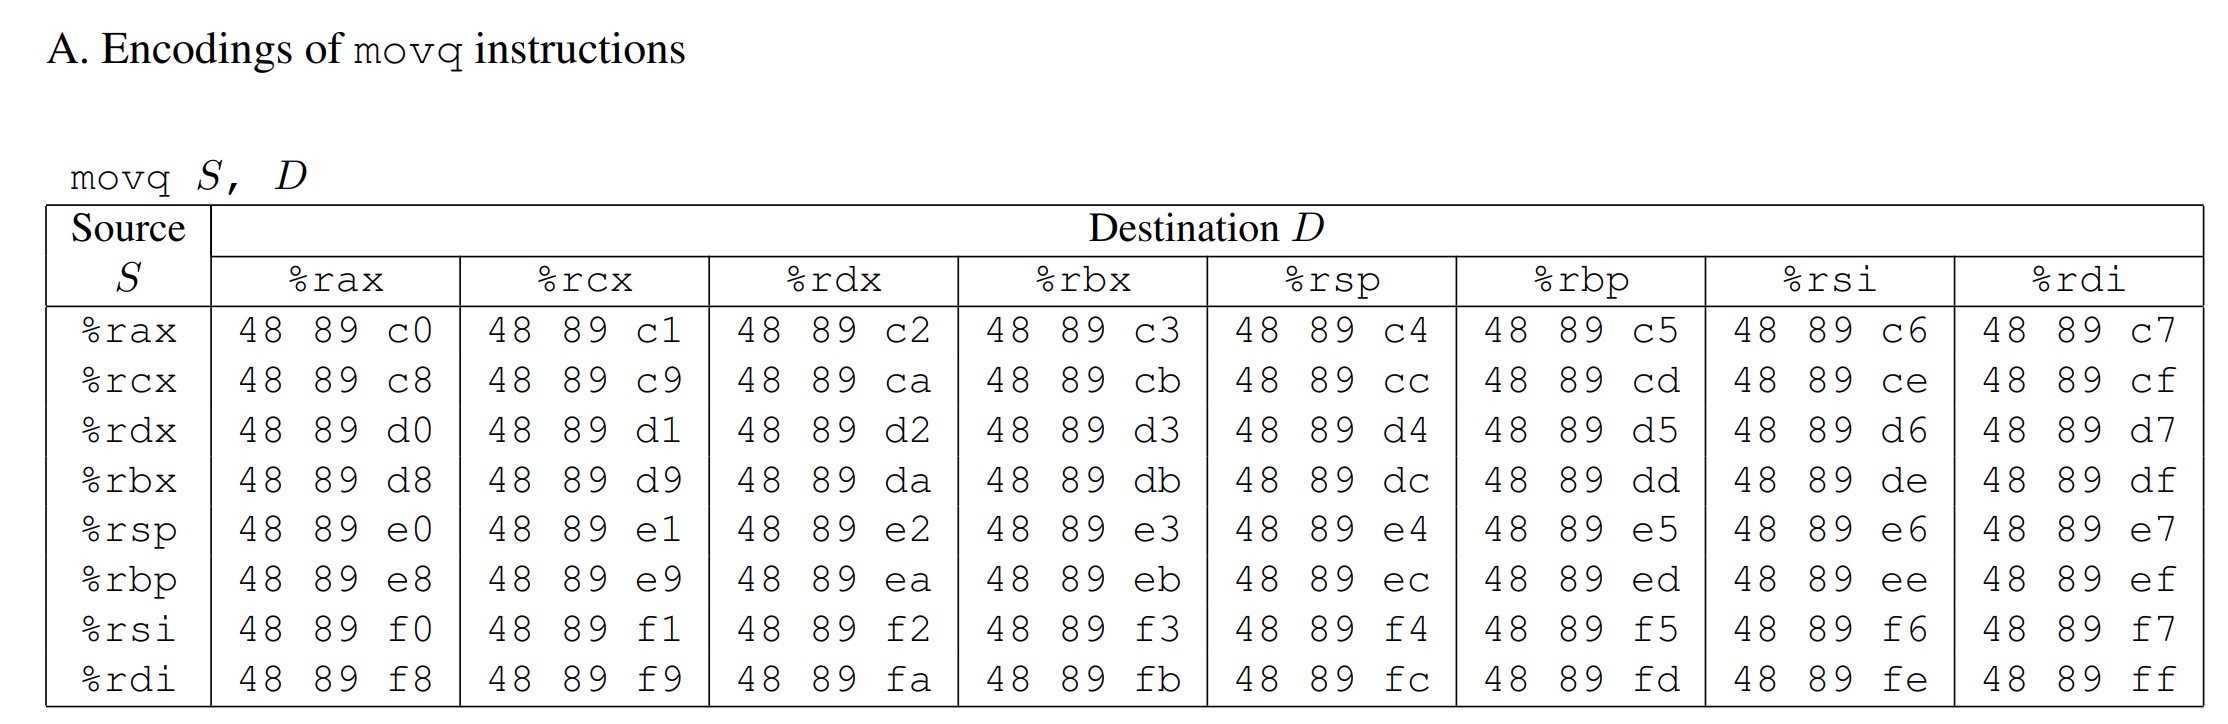 A. Encodings of movq instructions
movq S, D
Source Destination D
S %rax %rcx %rdx %rbx %rsp %rbp %rsi %rdi
%rax 48 89 c0 48 89 c1 48 89 c2 48 89 c3 48 89 c4 48 89 c5 48 89 c6 48 89 c7
%rcx 48 89 c8 48 89 c9 48 89 ca 48 89 cb 48 89 cc 48 89 cd 48 89 ce 48 89 cf
%rdx 48 89 d0 48 89 d1 48 89 d2 48 89 d3 48 89 d4 48 89 d5 48 89 d6 48 89 d7
%rbx 48 89 d8 48 89 d9 48 89 da 48 89 db 48 89 dc 48 89 dd 48 89 de 48 89 df
%rsp 48 89 e0 48 89 e1 48 89 e2 48 89 e3 48 89 e4 48 89 e5 48 89 e6 48 89 e7
%rbp 48 89 e8 48 89 e9 48 89 ea 48 89 eb 48 89 ec 48 89 ed 48 89 ee 48 89 ef
%rsi 48 89 f0 48 89 f1 48 89 f2 48 89 f3 48 89 f4 48 89 f5 48 89 f6 48 89 f7
%rdi 48 89 f8 48 89 f9 48 89 fa 48 89 fb 48 89 fc 48 89 fd 48 89 fe 48 89 ff